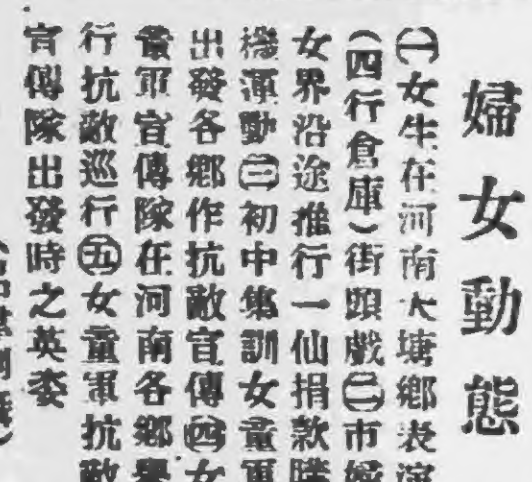 婦女動態
㈠女生在河南大塘鄉表演
(四行倉庫)街頭戲㈡市婦
女界沿途推行一仙捐款購
機運動㈢初中集訓女童軍
出發各鄉作抗敵宣傳㈣女
童軍宣傳隊在河南各鄉舉
行抗敵巡行㈤女童軍抗敵
宣傳隊出發時之英姿